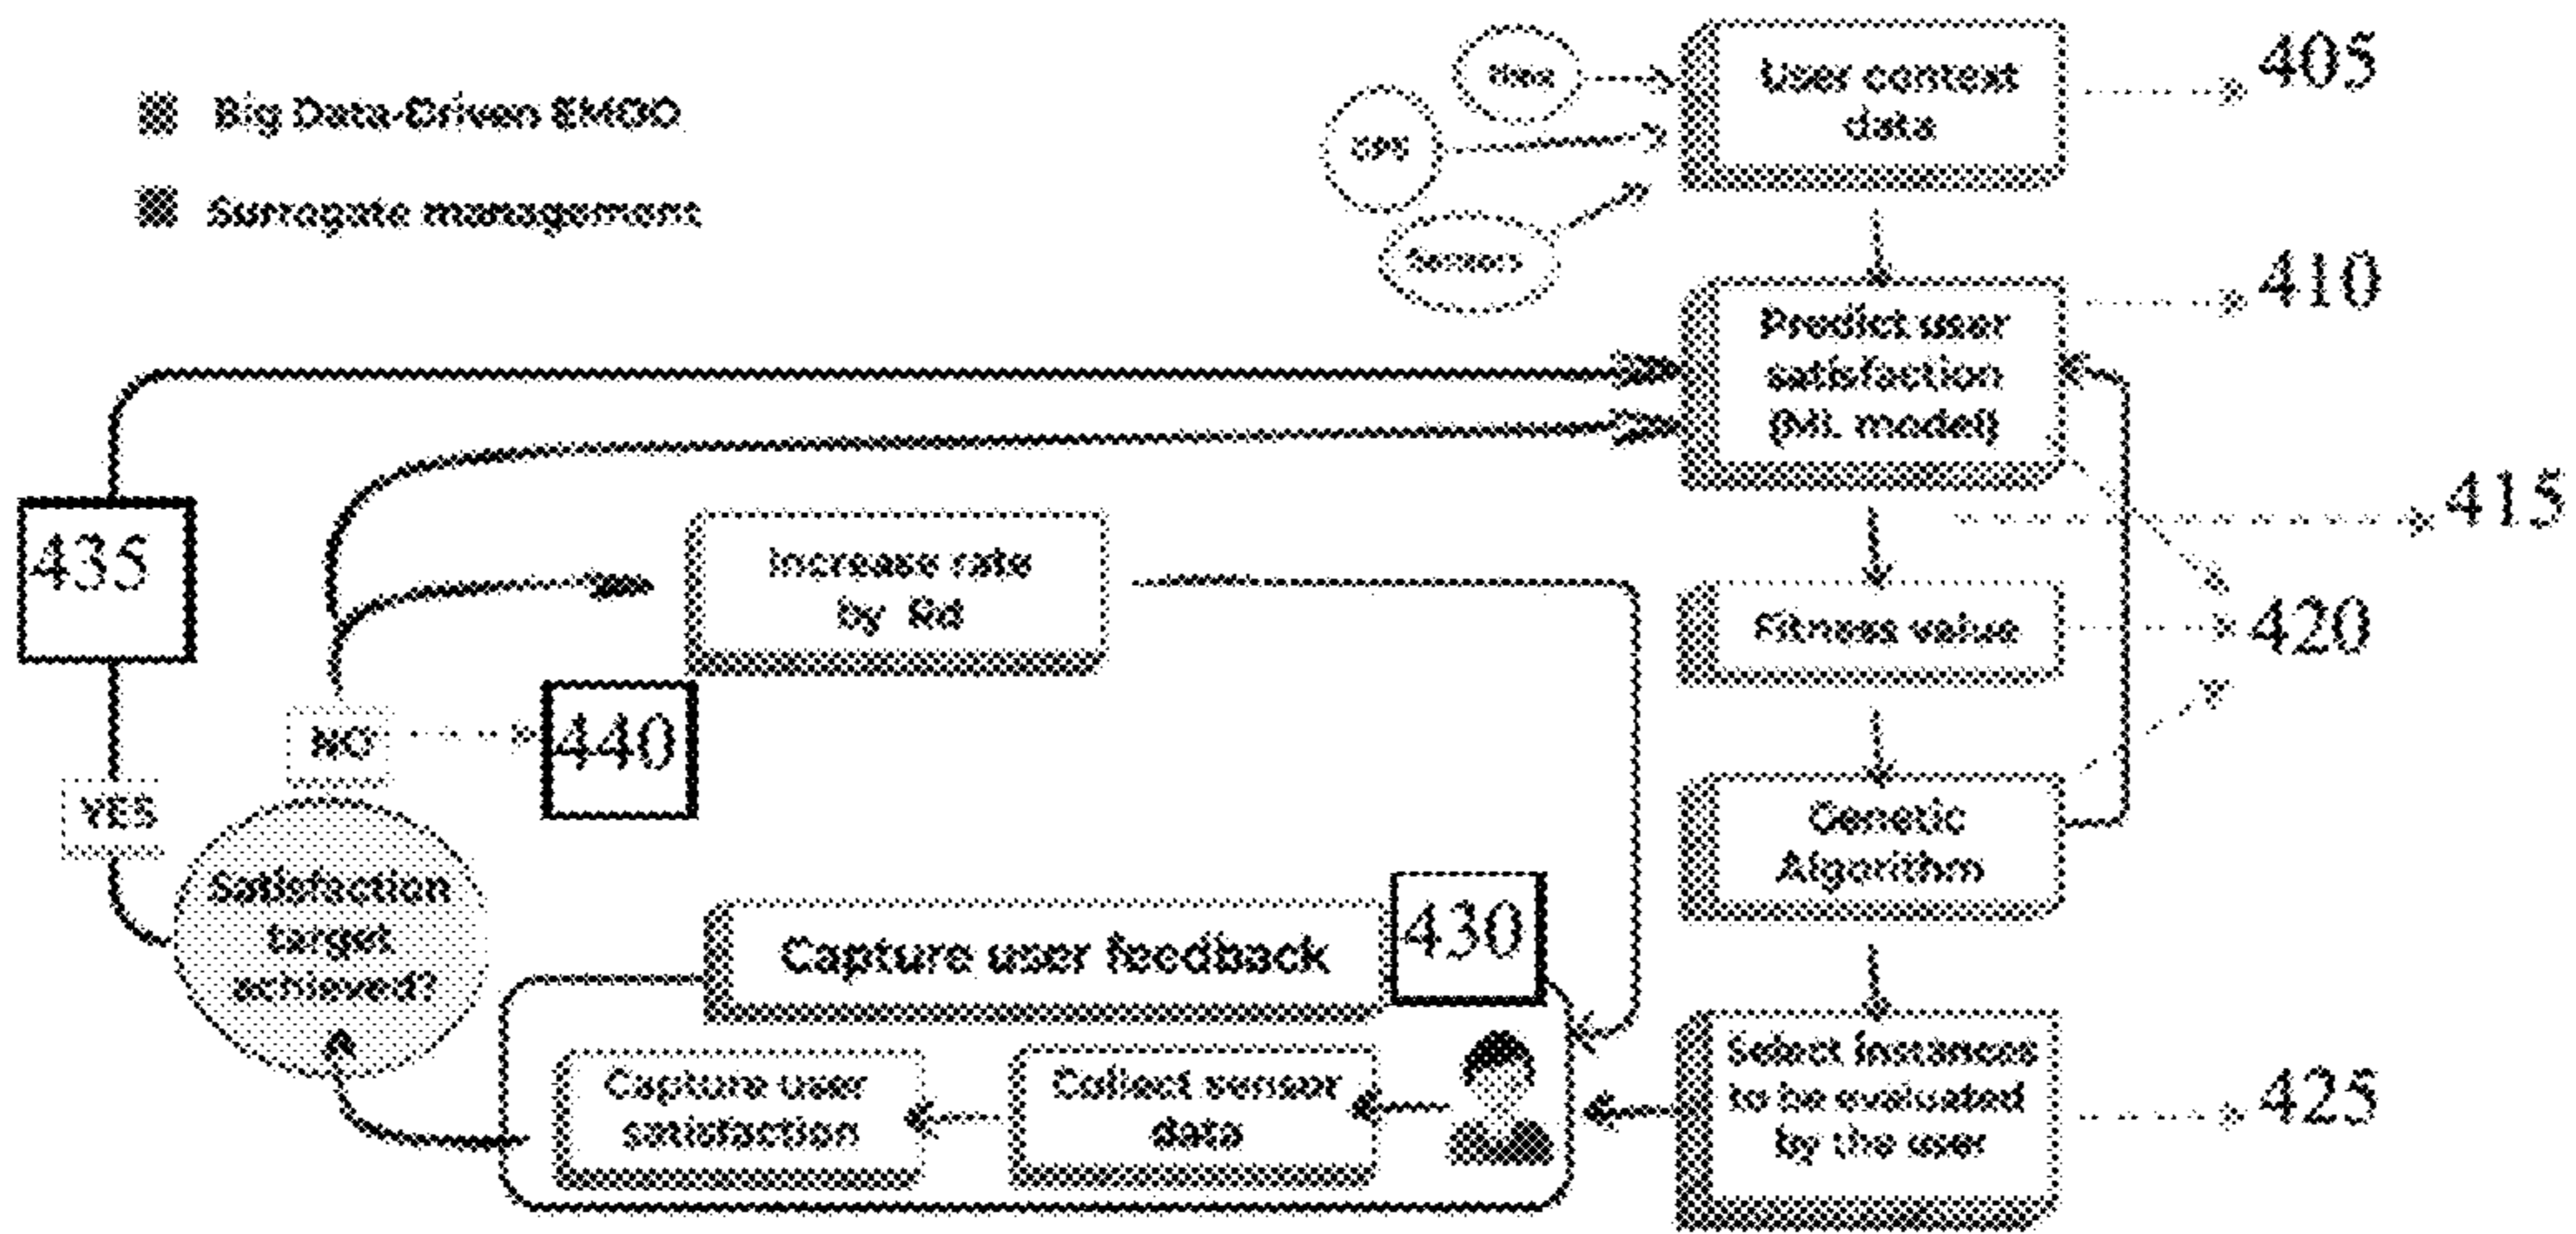 Big Data-Driven EMOO
Surrogate management
GPS
Sensors
User context
data
405
Predict user
satisfaction
(ML model)
410
415
Fitness value
420
Genetic
Algorithm
Select instances
to be evaluated
by the user
425
435
Increase rate
by Rd
NO
440
YES
Satisfaction
target
achieved?
Capture user feedback
430
Capture user
satisfaction
Collect sensor
data